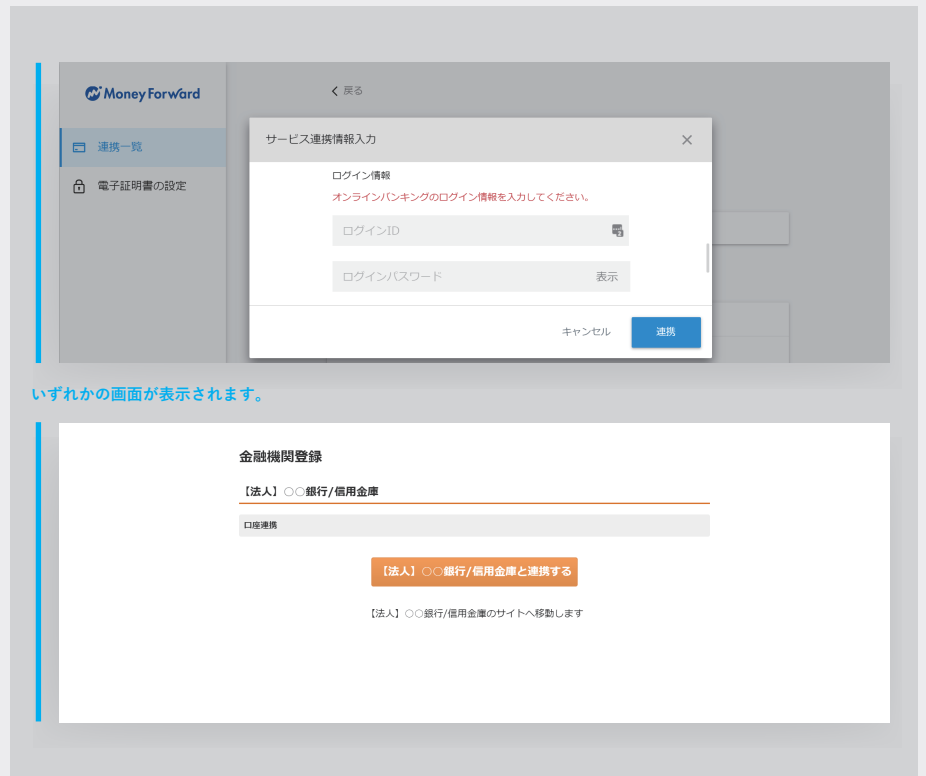 Money Forward
戻る
サービス連携情報入力
×
連携一覧
電子証明書の設定
ログイン情報
オンラインバンキングのログイン情報を入力してください。
ログインID
ログインパスワード 表示
キャンセル 連携
いずれかの画面が表示されます。
金融機関登録
【法人】○○銀行/信用金庫
口座連携
【法人】○○銀行/信用金庫と連携する
【法人】○○銀行/信用金庫のサイトへ移動します